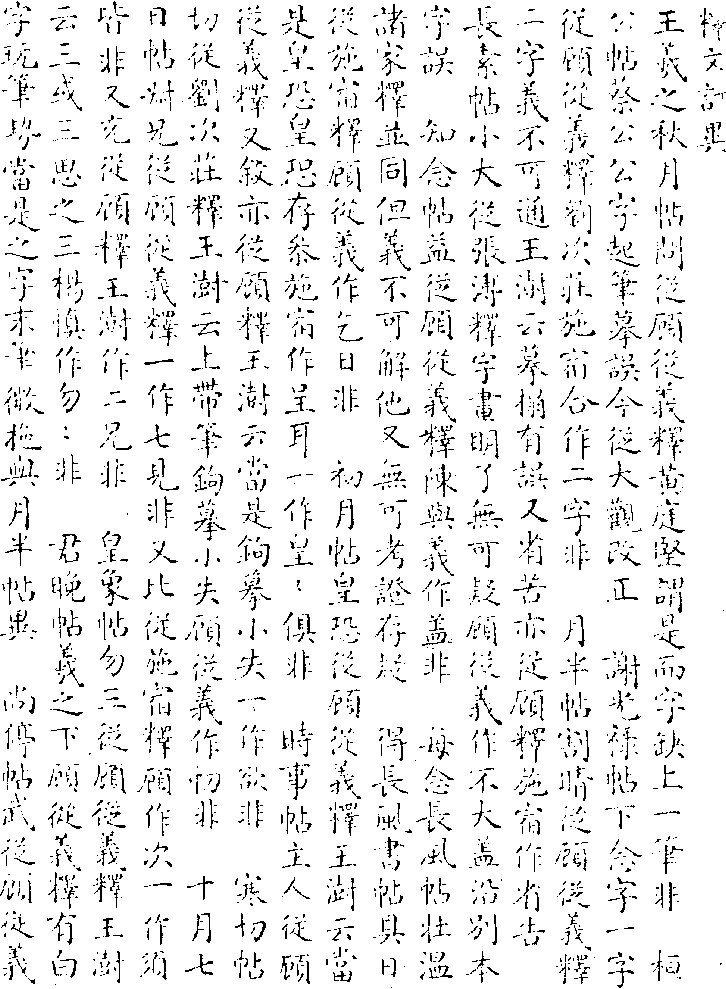 釋文訂異
王羲之秋月帖問從顧從義釋黃庭堅謂是而字缺上一筆非　桓
公帖蔡公公字起筆摹誤今從大觀改正　謝光祿帖下念字一字
從顧從義釋劉次莊施宿合作二字非　月半帖割晴從顧從義釋
二字義不可通王澍云摹搨有誤又省苦亦從顧釋施宿作省告
長素帖小大從張溥釋字畫明了無可疑顧從義作不大蓋沿別本
字誤　知念帖益從顧從義釋陳與義作蓋非　每念長風帖壯溫
諸家釋並同但義不可解他又無可考證存疑　得長風書帖具日
從施宿釋顧從義作乞日非　初月帖皇恐從顧從義釋王澍云當
是皇恐皇恐存叅施宿作呈耳一作皇〻俱非　時事帖主人從顧
從義釋又敘亦從顧釋王澍云當是鉤摹小失一作欲非　寒切帖
切從劉次莊釋王澍云上帶筆鉤摹小失顧從義作忉非　十月七
日帖尉兄從顧從義釋一作七見非又比從施宿釋顧作次一作須
皆非又兖從顧釋王澍作二兄非　皇象帖勿三從顧從義釋王澍
云三或三思之三楊慎作勿〻非　君晚帖羲之下顧從義釋有白
字玩筆勢當是之字末筆微拖與月半帖異　尚停帖武從顧從義